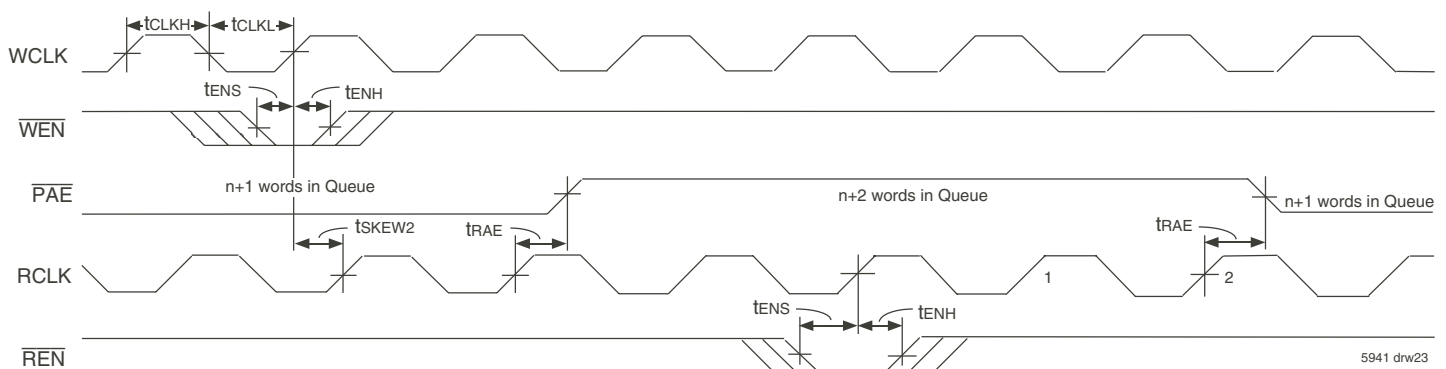 tCLKH tCLKL
WCLK
tENS tENH
WEN
n+1 words in Queue
PAE
n+2 words in Queue
n+1 words in Queue
tSKEW2 tRAE tRAE
RCLK
1 2
tENS tENH
REN
5941 drw23